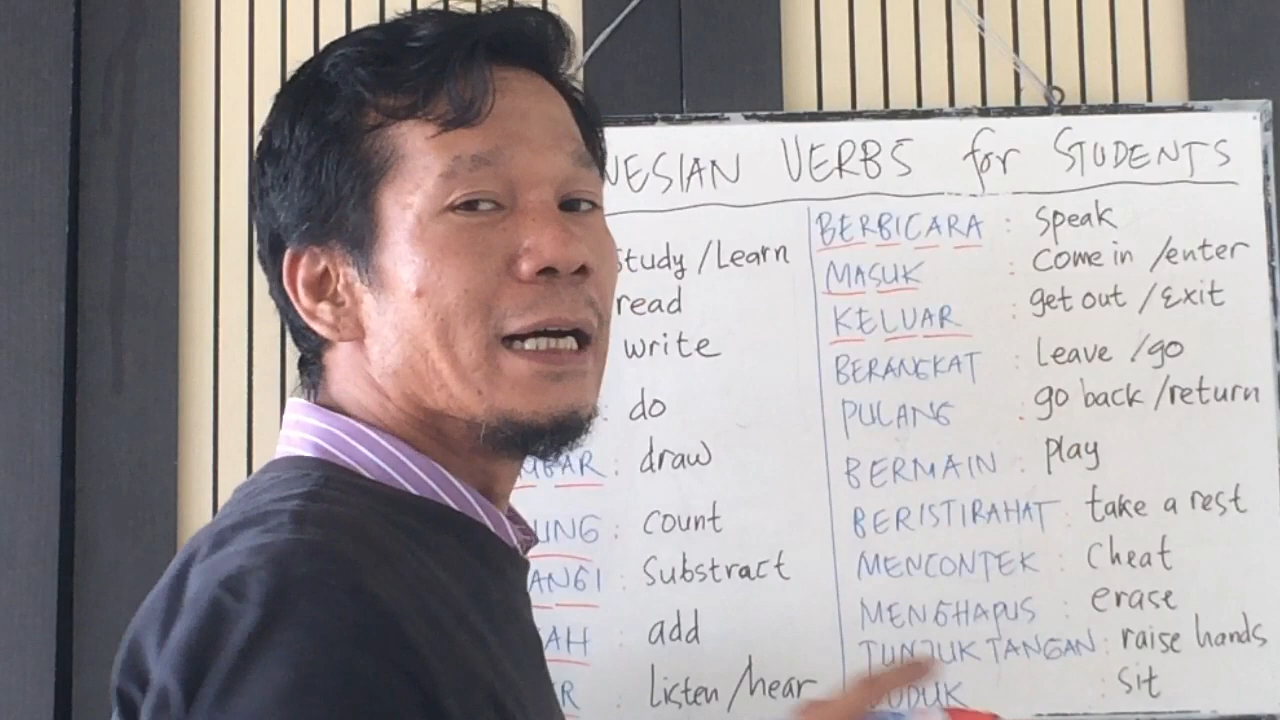 NESIAN VERBS for STUDENTS
Study / Learn
read
write
: do
MBAR : draw
UNG : count
ANGI : Substract
AH : add
R : listen / hear
BERBICARA : Speak
MASUK : come in / enter
KELUAR : get out / Exit
BERANGKAT : leave / go
PULANG : go back / return
BERMAIN : play
BERISTIRAHAT : take a rest
MENCONTEK : Cheat
MENGHAPUS : erase
TUNJUK TANGAN : raise hands
DUDUK : sit